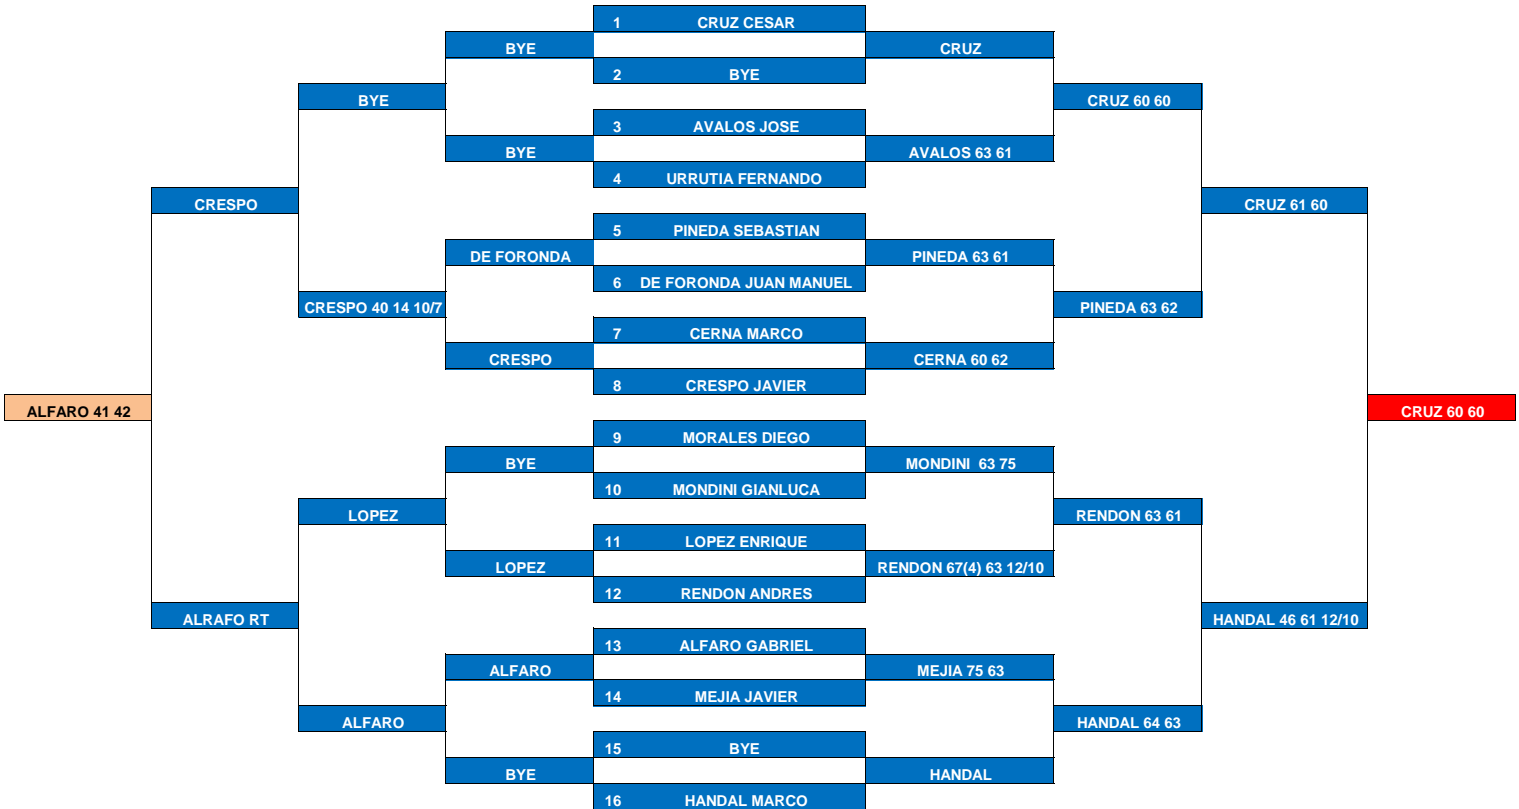 1 CRUZ CESAR
BYE CRUZ
2 BYE
BYE CRUZ 60 60
3 AVALOS JOSE
BYE AVALOS 63 61
4 URRUTIA FERNANDO
CRESPO CRUZ 61 60
5 PINEDA SEBASTIAN
DE FORONDA PINEDA 63 61
6 DE FORONDA JUAN MANUEL
CRESPO 40 14 10/7 PINEDA 63 62
7 CERNA MARCO
CRESPO CERNA 60 62
8 CRESPO JAVIER
ALFARO 41 42 CRUZ 60 60
9 MORALES DIEGO
BYE MONDINI 63 75
10 MONDINI GIANLUCA
LOPEZ RENDON 63 61
11 LOPEZ ENRIQUE
LOPEZ RENDON 67(4) 63 12/10
12 RENDON ANDRES
ALRAFO RT HANDAL 46 61 12/10
13 ALFARO GABRIEL
ALFARO MEJIA 75 63
14 MEJIA JAVIER
ALFARO HANDAL 64 63
15 BYE
BYE HANDAL
16 HANDAL MARCO